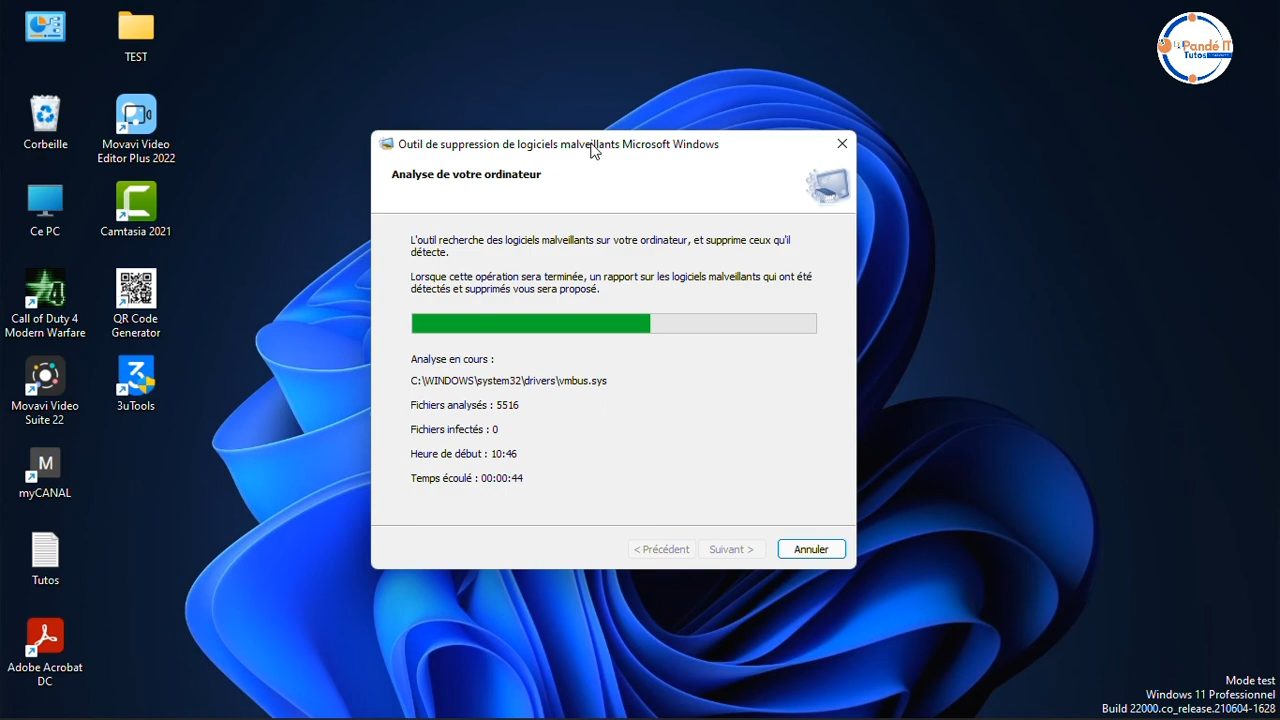 TEST
Corbeille
Movavi Video
Editor Plus 2022
Ce PC
Camtasia 2021
Call of Duty 4
Modern Warfare
QR Code
Generator
Movavi Video
Suite 22
3uTools
M
myCANAL
Tutos
Adobe Acrobat
DC
Pandé IT
Tutos
Outil de suppression de logiciels malveillants Microsoft Windows
Analyse de votre ordinateur
L'outil recherche des logiciels malveillants sur votre ordinateur, et supprime ceux qu'il
détecte.
Lorsque cette opération sera terminée, un rapport sur les logiciels malveillants qui ont été
détectés et supprimés vous sera proposé.
Analyse en cours :
C:\WINDOWS\system32\drivers\vmbus.sys
Fichiers analysés : 5516
Fichiers infectés : 0
Heure de début : 10:46
Temps écoulé : 00:00:44
< Précédent
Suivant >
Annuler
Mode test
Windows 11 Professionnel
Build 22000.co_release.210604-1628